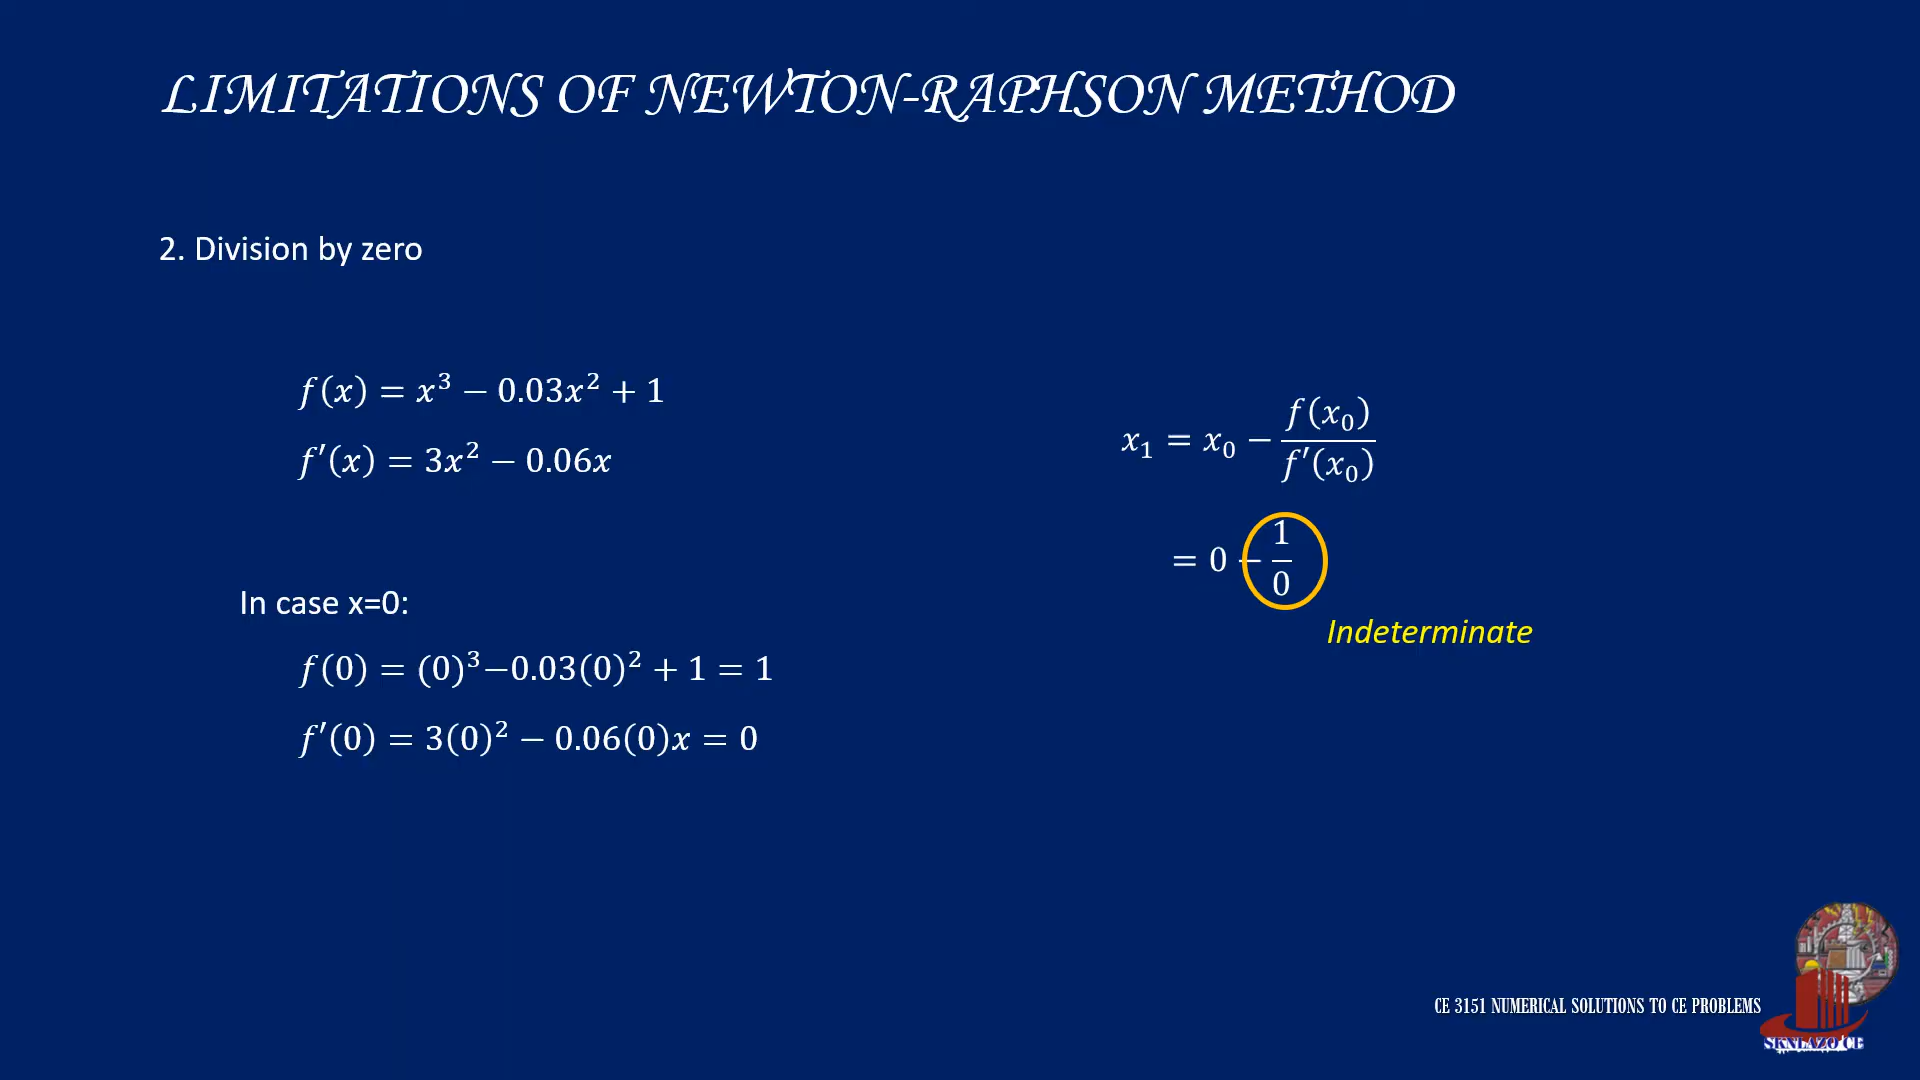 LIMITATIONS OF NEWTON-RAPHSON METHOD
2. Division by zero
f(x) = x³ − 0.03x² + 1
f′(x) = 3x² − 0.06x
x₁ = x₀ − f(x₀)/f′(x₀)
= 0 − 1/0
Indeterminate
In case x=0:
f(0) = (0)³−0.03(0)² + 1 = 1
f′(0) = 3(0)² − 0.06(0)x = 0
CE 3151 NUMERICAL SOLUTIONS TO CE PROBLEMS
SKNLAZO CE